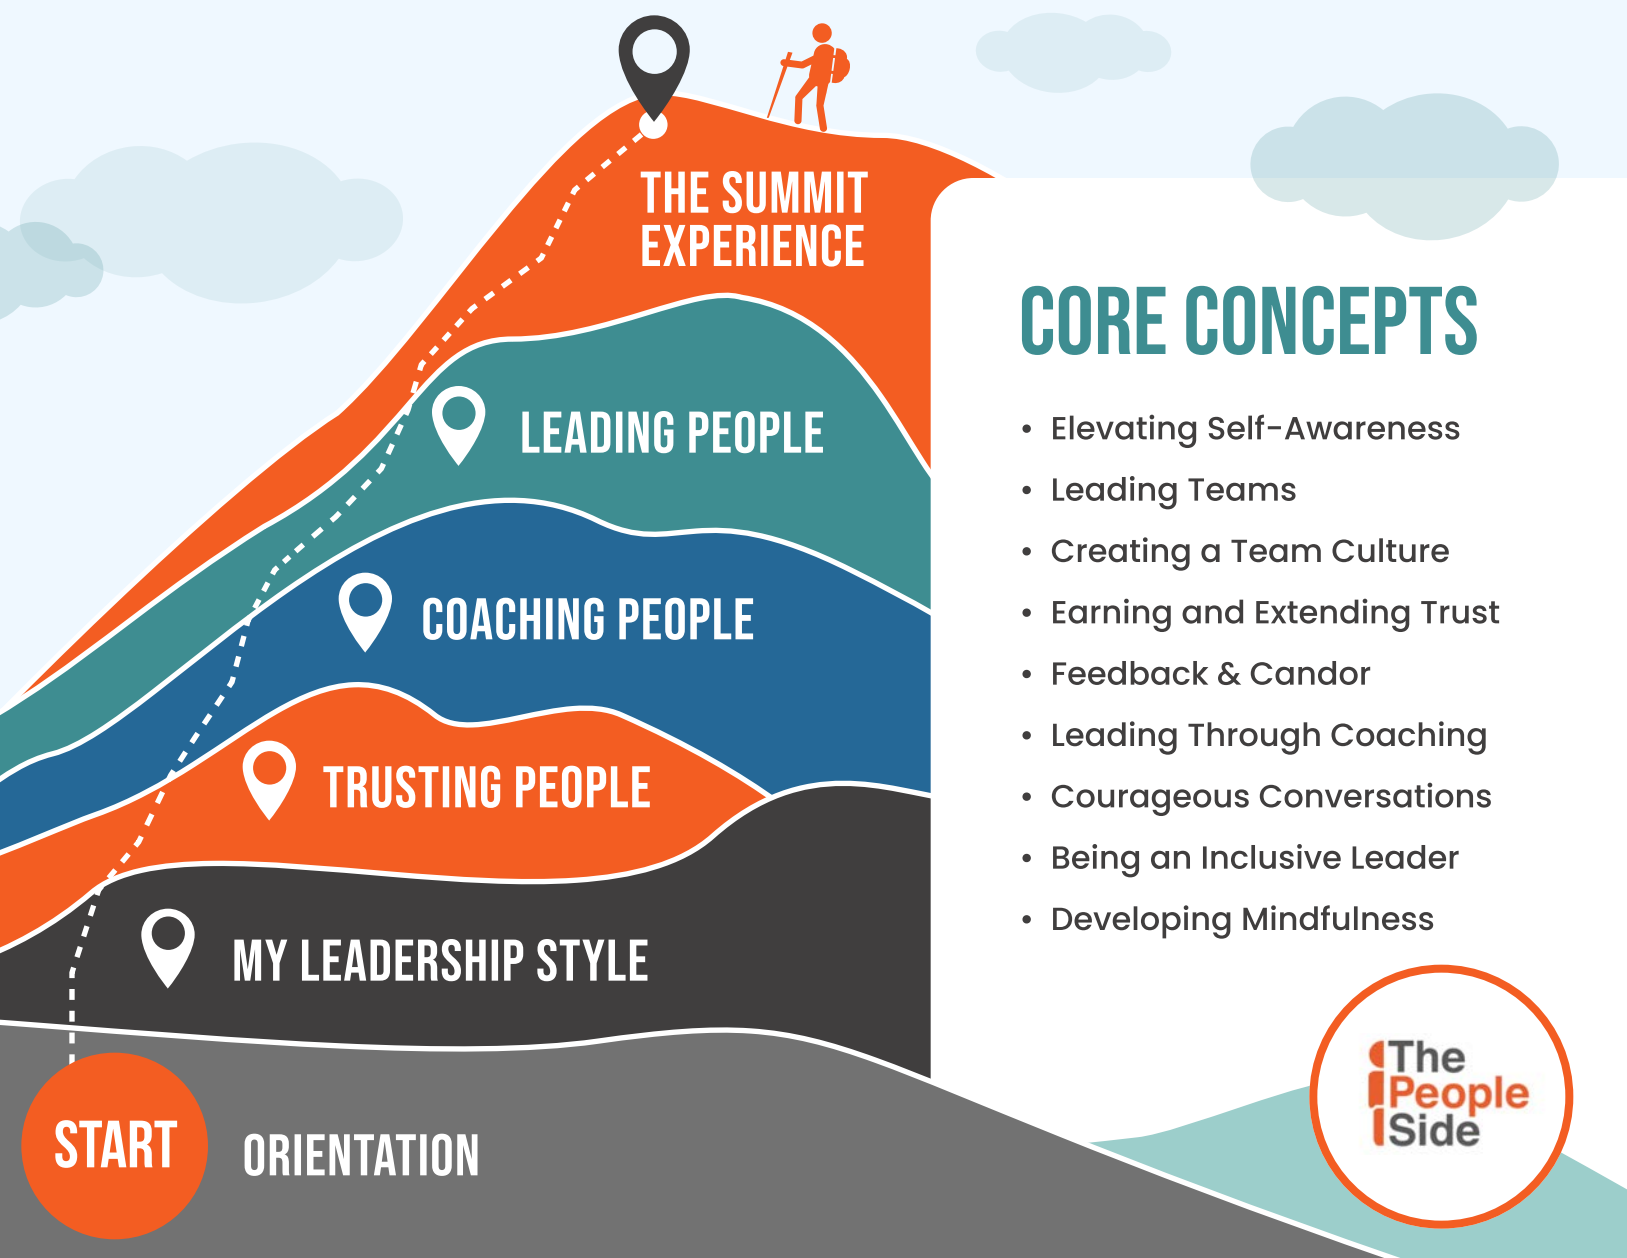 THE SUMMIT
EXPERIENCE
LEADING PEOPLE
COACHING PEOPLE
TRUSTING PEOPLE
MY LEADERSHIP STYLE
START
ORIENTATION
CORE CONCEPTS
• Elevating Self-Awareness
• Leading Teams
• Creating a Team Culture
• Earning and Extending Trust
• Feedback & Candor
• Leading Through Coaching
• Courageous Conversations
• Being an Inclusive Leader
• Developing Mindfulness
The
People
Side